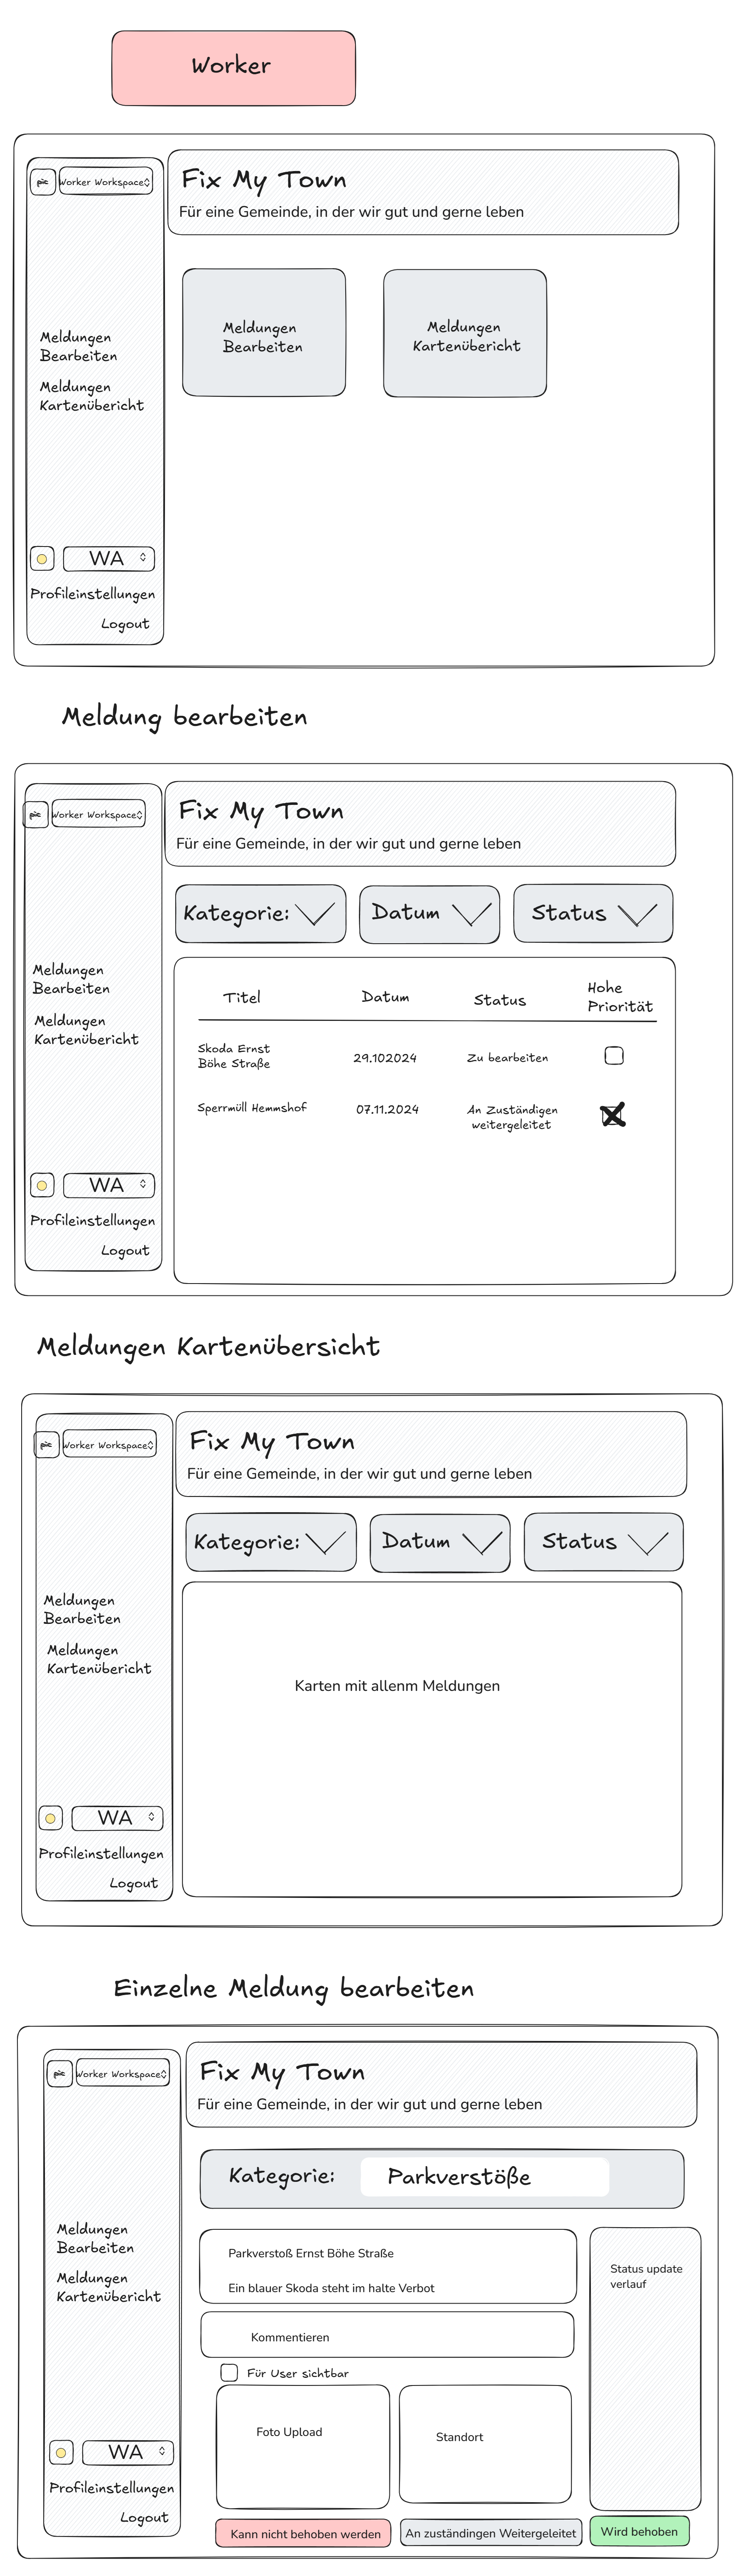 Worker
pic
Worker Workspace
Fix My Town
Für eine Gemeinde, in der wir gut und gerne leben
Meldungen
Bearbeiten
Meldungen
Kartenübericht
Meldungen
Bearbeiten
Meldungen
Kartenübericht
WA
Profileinstellungen
Logout
Meldung bearbeiten
pic
Worker Workspace
Fix My Town
Für eine Gemeinde, in der wir gut und gerne leben
Kategorie:
Datum
Status
Meldungen
Bearbeiten
Meldungen
Kartenübericht
WA
Profileinstellungen
Logout
Titel
Datum
Status
Hohe
Priorität
Skoda Ernst
Böhe Straße
29.102024
Zu bearbeiten
Sperrmüll Hemmshof
07.11.2024
An Zuständigen
weitergeleitet
Meldungen Kartenübersicht
pic
Worker Workspace
Fix My Town
Für eine Gemeinde, in der wir gut und gerne leben
Kategorie:
Datum
Status
Meldungen
Bearbeiten
Meldungen
Kartenübericht
WA
Profileinstellungen
Logout
Karten mit allenm Meldungen
Einzelne Meldung bearbeiten
pic
Worker Workspace
Fix My Town
Für eine Gemeinde, in der wir gut und gerne leben
Kategorie:
Parkverstöße
Meldungen
Bearbeiten
Meldungen
Kartenübericht
WA
Profileinstellungen
Logout
Parkverstoß Ernst Böhe Straße
Ein blauer Skoda steht im halte Verbot
Status update
verlauf
Kommentieren
Für User sichtbar
Foto Upload
Standort
Kann nicht behoben werden
An zuständingen Weitergeleitet
Wird behoben